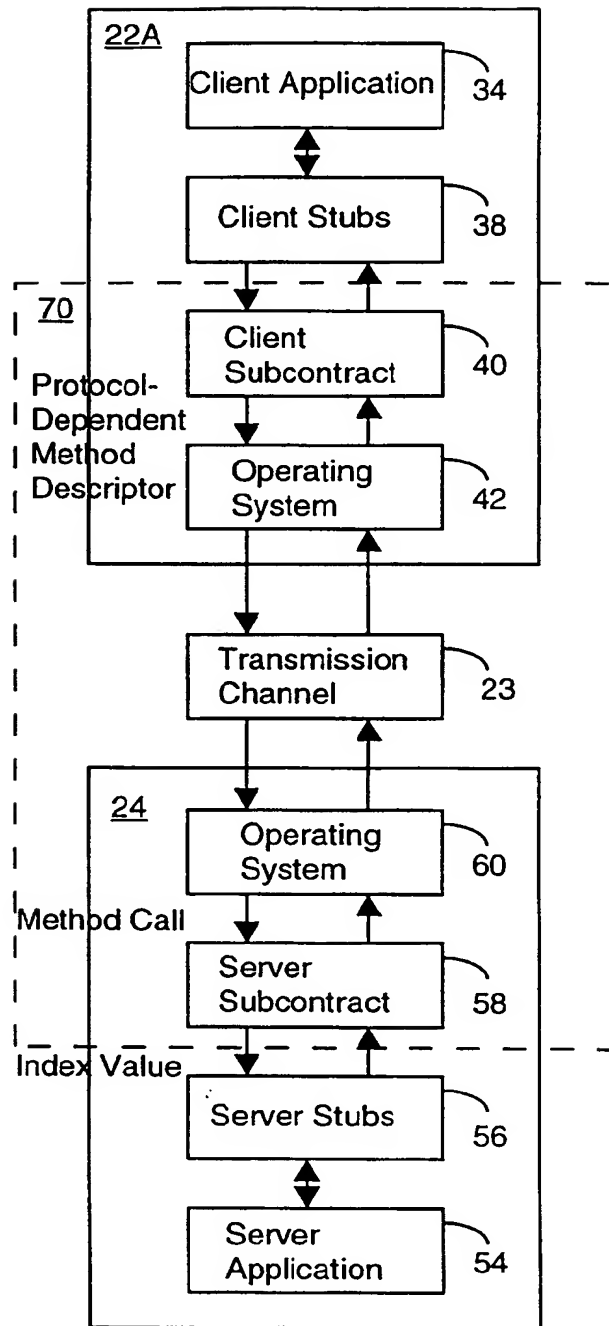 22A
Client Application
34
Client Stubs
38
70
Client
Subcontract
40
Protocol-
Dependent
Method
Descriptor
Operating
System
42
Transmission
Channel
23
24
Operating
System
60
Method Call
Server
Subcontract
58
Index Value
Server Stubs
56
Server
Application
54